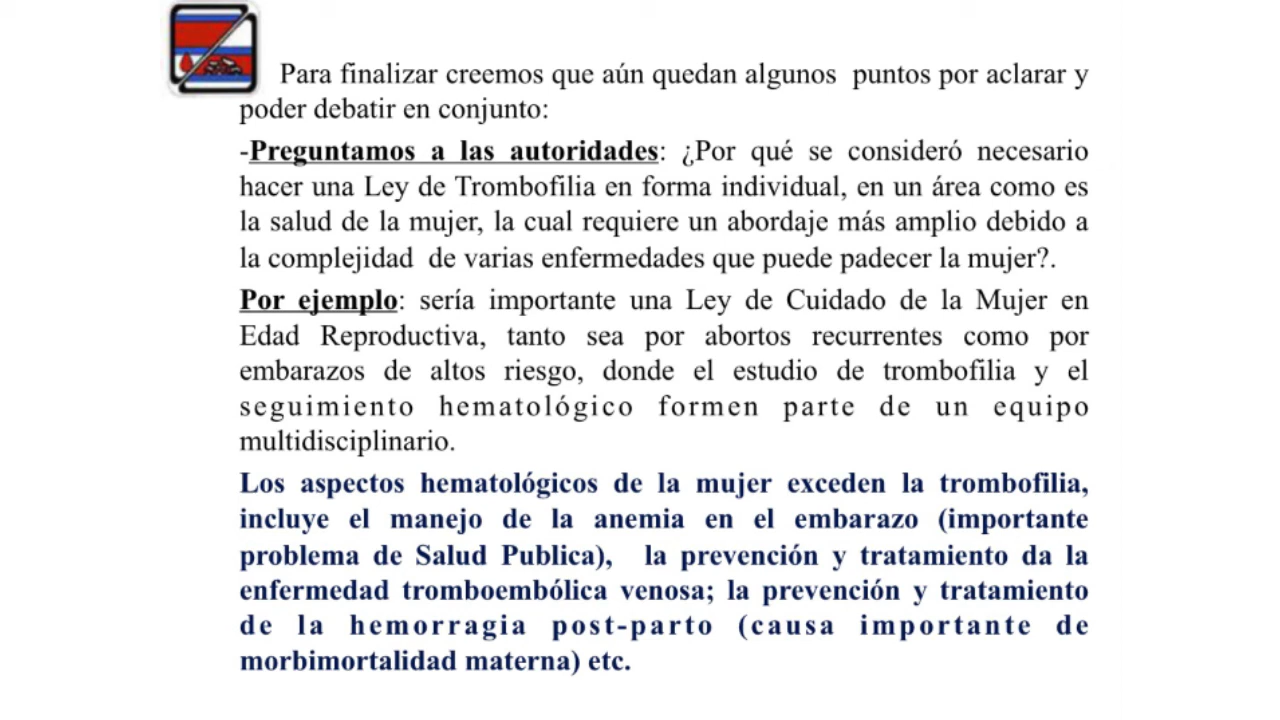 Para finalizar creemos que aún quedan algunos puntos por aclarar y
poder debatir en conjunto:
-Preguntamos a las autoridades: ¿Por qué se consideró necesario
hacer una Ley de Trombofilia en forma individual, en un área como es
la salud de la mujer, la cual requiere un abordaje más amplio debido a
la complejidad de varias enfermedades que puede padecer la mujer?.
Por ejemplo: sería importante una Ley de Cuidado de la Mujer en
Edad Reproductiva, tanto sea por abortos recurrentes como por
embarazos de altos riesgo, donde el estudio de trombofilia y el
seguimiento hematológico formen parte de un equipo
multidisciplinario.
Los aspectos hematológicos de la mujer exceden la trombofilia,
incluye el manejo de la anemia en el embarazo (importante
problema de Salud Publica), la prevención y tratamiento da la
enfermedad tromboembólica venosa; la prevención y tratamiento
de la hemorragia post-parto (causa importante de
morbimortalidad materna) etc.